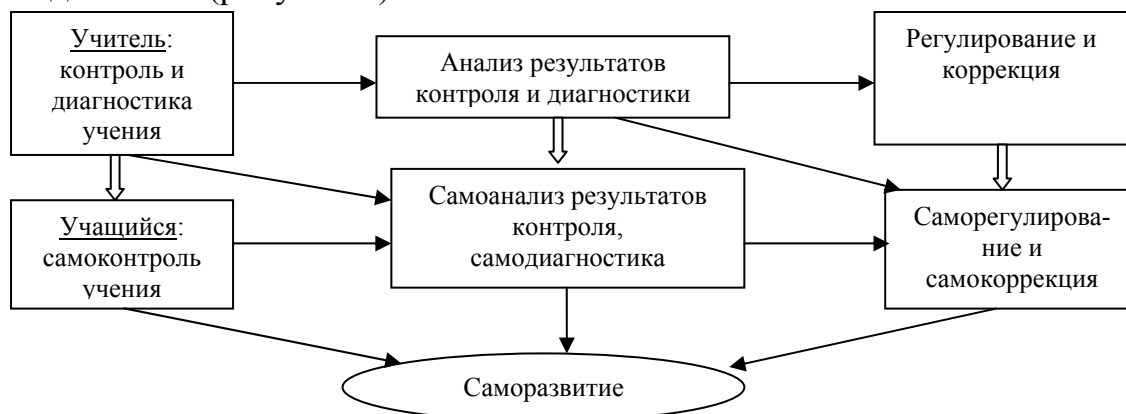 Учитель:
контроль и
диагностика
учения
Анализ результатов
контроля и диагностики
Регулирование и
коррекция
Учащийся:
самоконтроль
учения
Самоанализ результатов
контроля,
самодиагностика
Саморегулирова-
ние и
самокоррекция
Саморазвитие